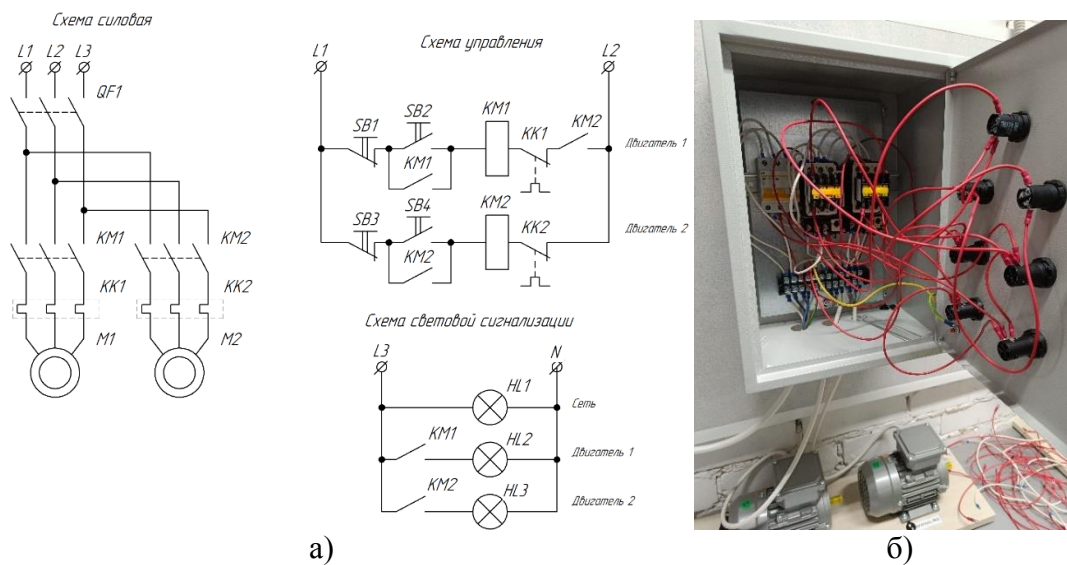 Схема силовая
L1 L2 L3
QF1
KM1 KM2
KK1 KK2
M1 M2
Схема управления
L1 L2
SB1 SB2 KM1 KK1 KM2 Двигатель 1
KM1
SB3 SB4 KM2 KK2 Двигатель 2
KM2
Схема световой сигнализации
L3 N
HL1 Сеть
KM1 HL2 Двигатель 1
KM2 HL3 Двигатель 2
а) б)